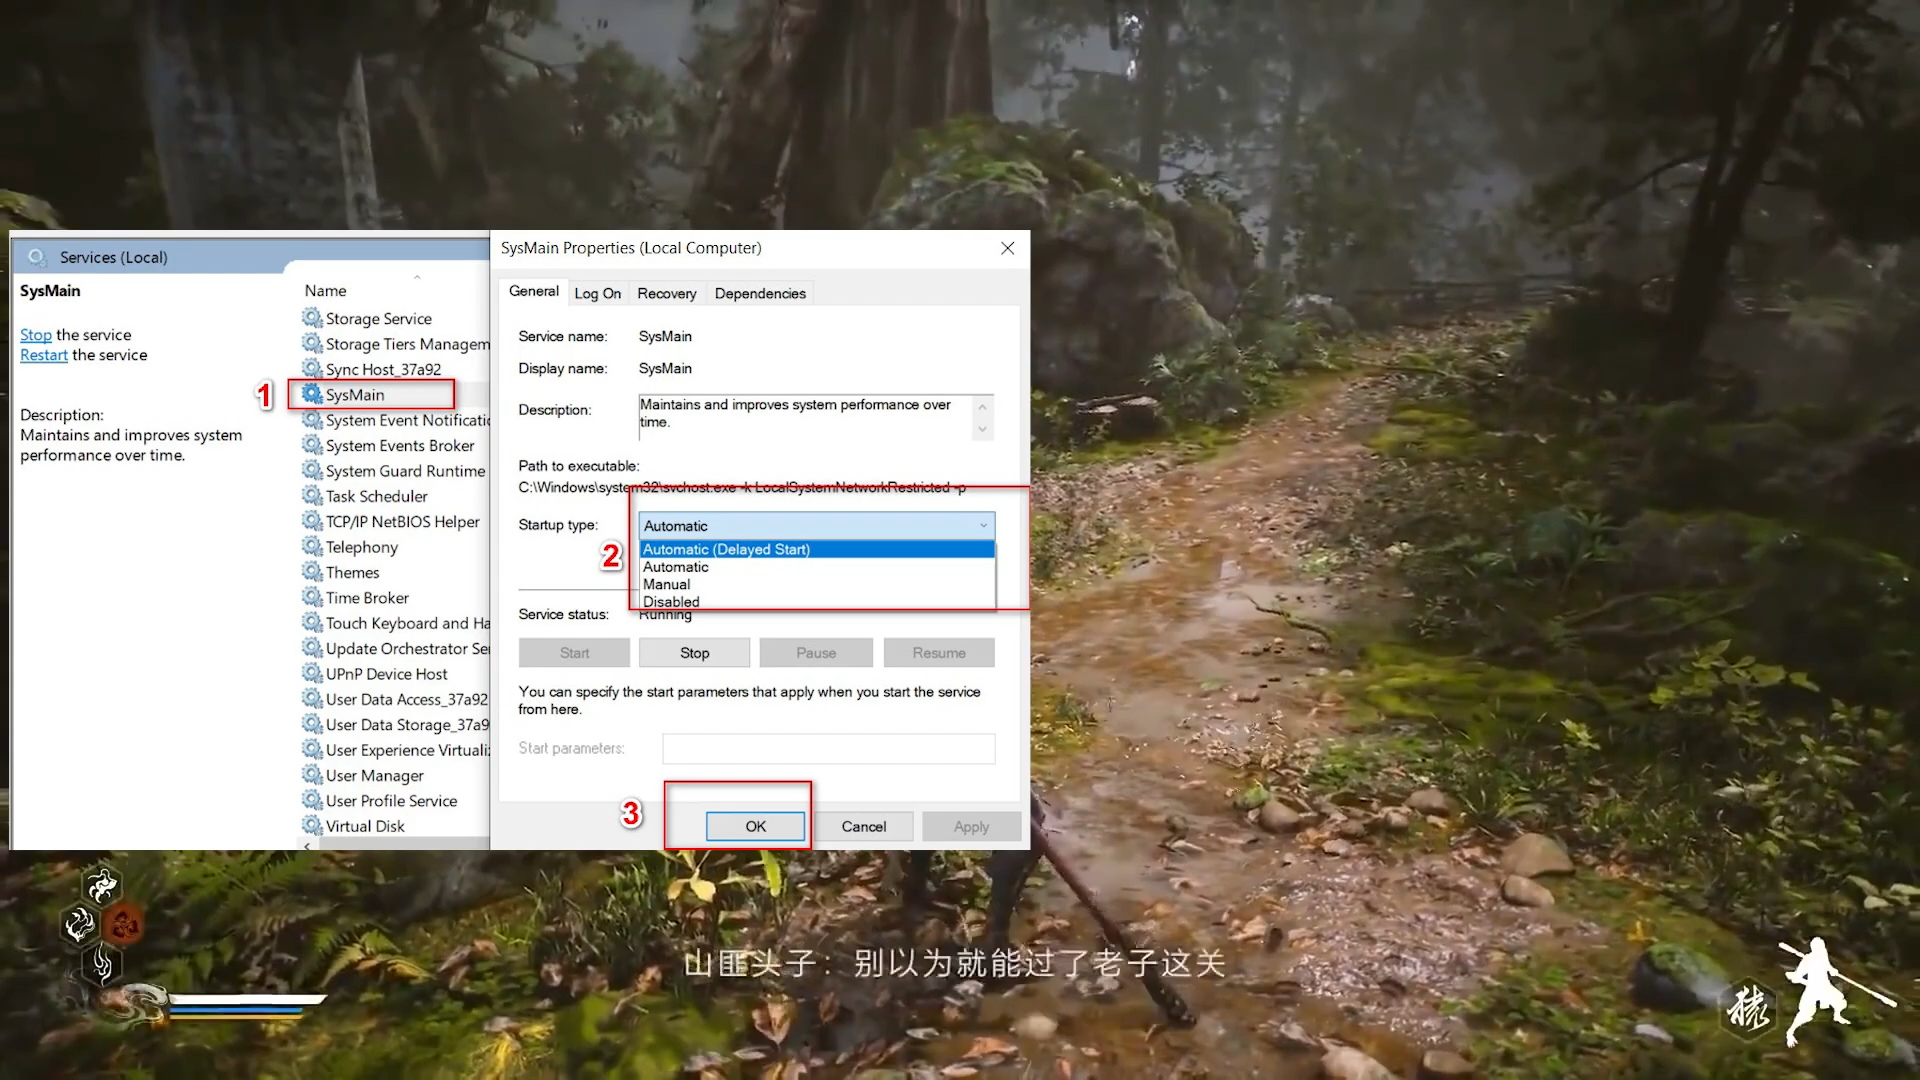 Services (Local)
SysMain
Stop the service
Restart the service
Description:
Maintains and improves system
performance over time.
Name
Storage Service
Storage Tiers Managem
Sync Host_37a92
1
SysMain
System Event Notificatio
System Events Broker
System Guard Runtime
Task Scheduler
TCP/IP NetBIOS Helper
Telephony
Themes
Time Broker
Touch Keyboard and Ha
Update Orchestrator Ser
UPnP Device Host
User Data Access_37a92
User Data Storage_37a9
User Experience Virtualiz
User Manager
User Profile Service
Virtual Disk
SysMain Properties (Local Computer)
General Log On Recovery Dependencies
Service name: SysMain
Display name: SysMain
Description: Maintains and improves system performance over
time.
Path to executable:
C:\Windows\system32\svchost.exe -k LocalSystemNetworkRestricted -p
Startup type: Automatic
2
Automatic (Delayed Start)
Automatic
Manual
Disabled
Service status: Running
Start Stop Pause Resume
You can specify the start parameters that apply when you start the service
from here.
Start parameters:
3
OK Cancel Apply
山匪头子：别以为就能过了老子这关